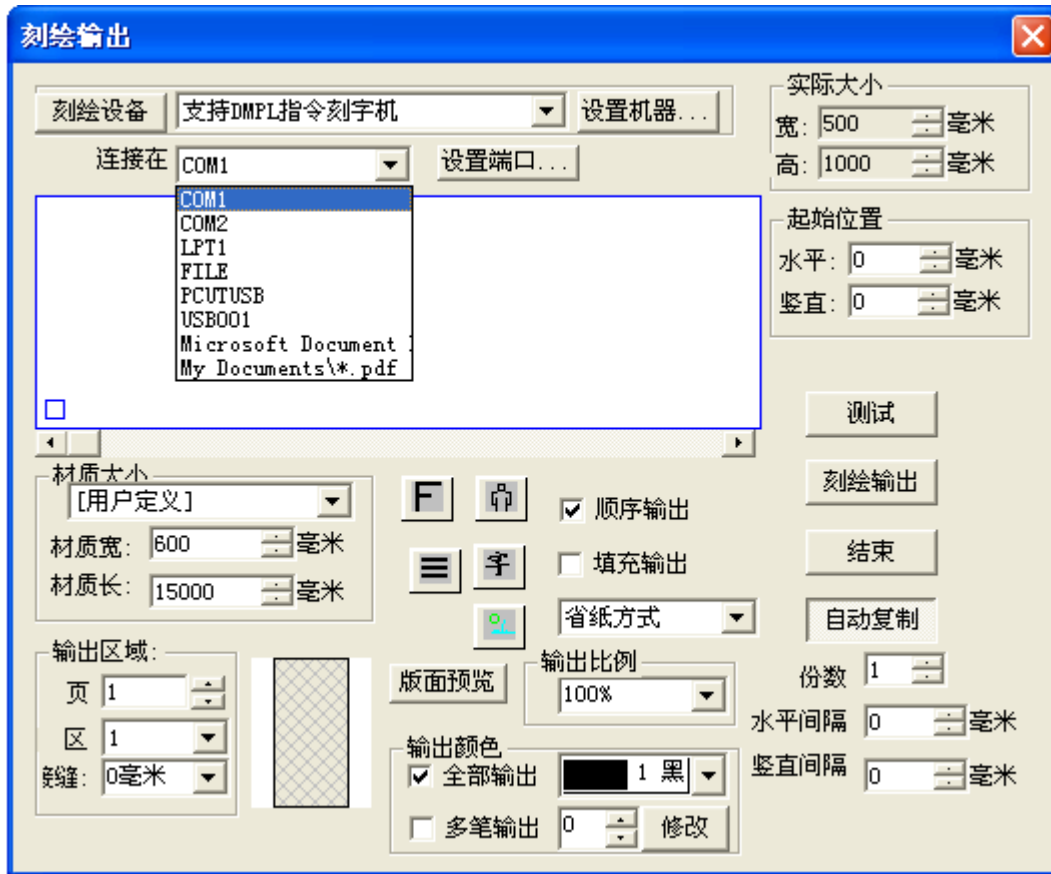 刻绘输出
刻绘设备 支持DMPL指令刻字机 设置机器...
连接在 COM1 设置端口...
COM1
COM2
LPT1
FILE
PCUTUSB
USB001
Microsoft Document
My Documents\*.pdf
实际大小
宽: 500 毫米
高: 1000 毫米
起始位置
水平: 0 毫米
竖直: 0 毫米
测试
刻绘输出
结束
自动复制
份数 1
水平间隔 0 毫米
竖直间隔 0 毫米
材质大小
[用户定义]
材质宽: 600 毫米
材质长: 15000 毫米
F
字
顺序输出
填充输出
省纸方式
输出区域:
页 1
区 1
接缝: 0毫米
版面预览
输出比例
100%
输出颜色
全部输出 1 黑
多笔输出 0 修改